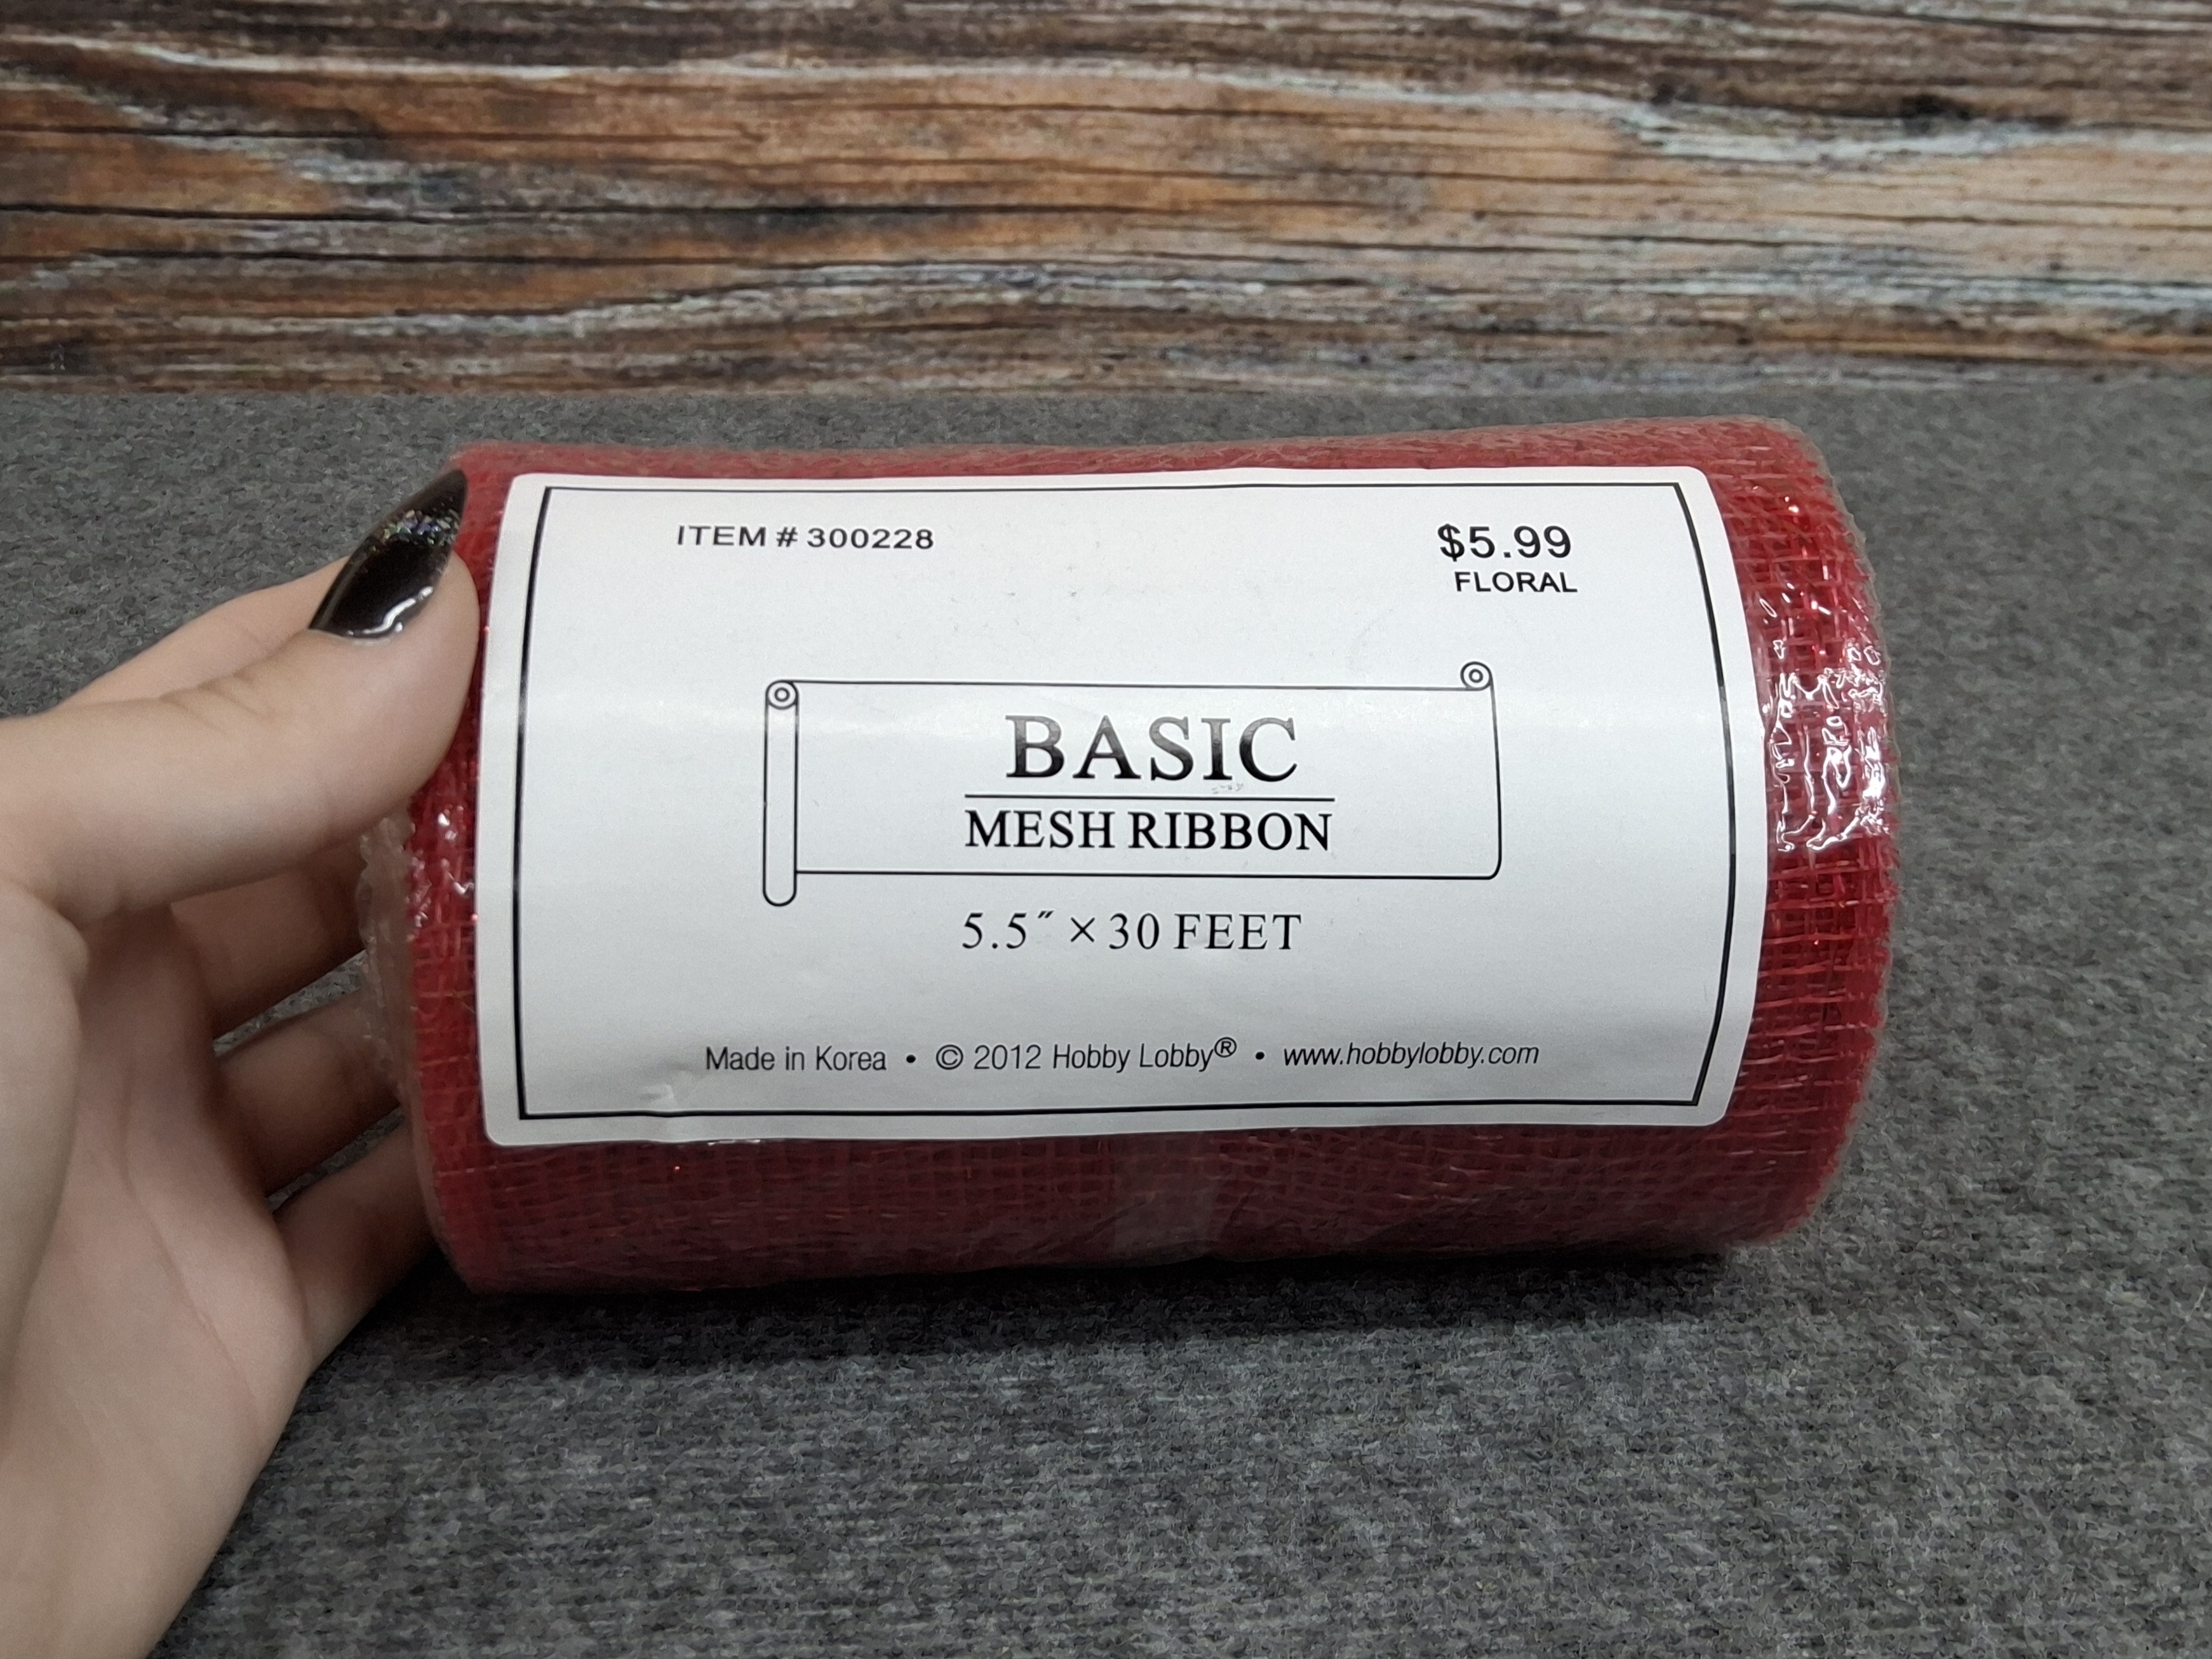 ITEM # 300228
$5.99
FLORAL
BASIC
MESH RIBBON
5.5″ × 30 FEET
Made in Korea • © 2012 Hobby Lobby® • www.hobbylobby.com